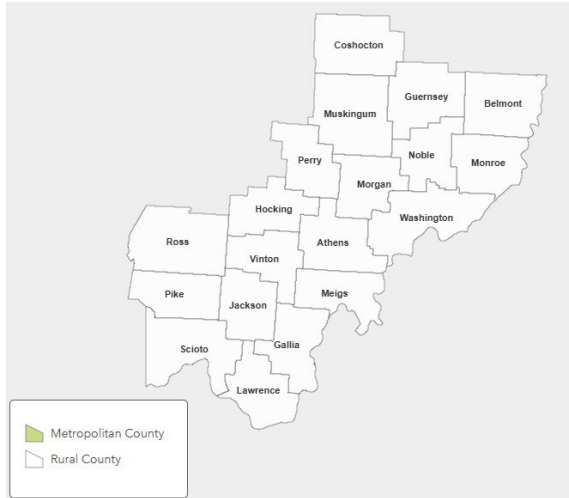 Coshocton
Guernsey
Belmont
Muskingum
Noble
Perry
Monroe
Morgan
Hocking
Washington
Ross
Athens
Vinton
Pike
Meigs
Jackson
Gallia
Scioto
Lawrence
Metropolitan County
Rural County